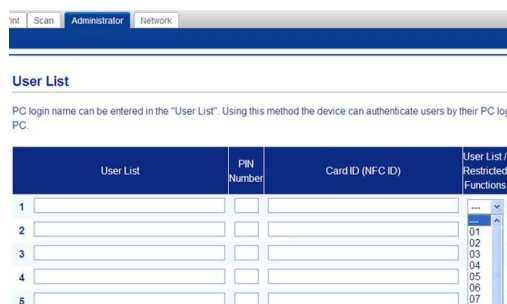 Scan Administrator Network
User List
PC login name can be entered in the "User List". Using this method the device can authenticate users by their PC
PC.
User List PIN Number Card ID (NFC ID) User List / Restricted Functions
1 ---
---
2 01
02
3 03
04
4 05
06
5 07